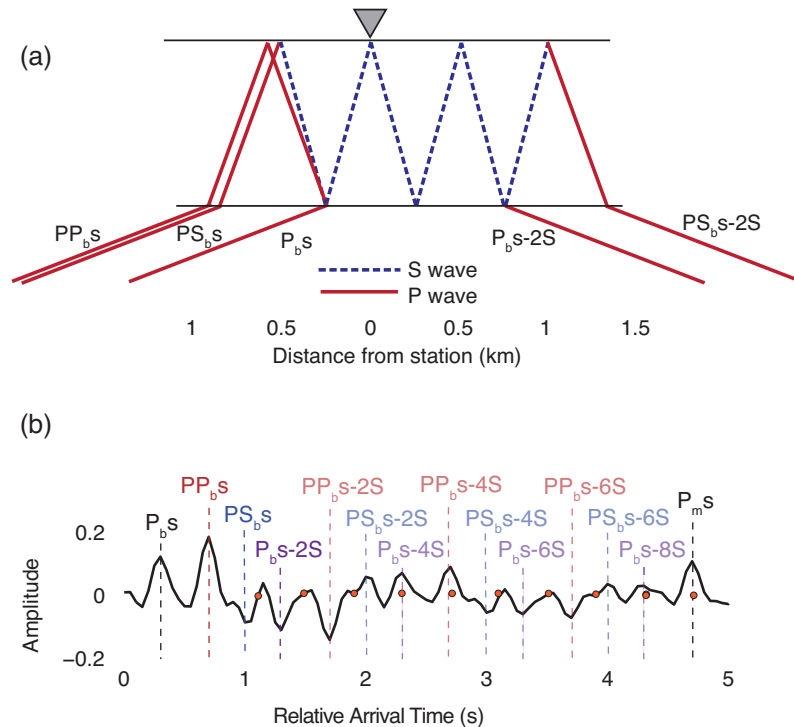 (a)
PP_bs
PS_bs
P_bs
P_bs-2S
PS_bs-2S
S wave
P wave
1 0.5 0 0.5 1 1.5
Distance from station (km)
(b)
PP_bs
PP_bs-2S
PP_bs-4S
PP_bs-6S
P_bs
PS_bs
PS_bs-2S
PS_bs-4S
PS_bs-6S
P_ms
P_bs-2S
P_bs-4S
P_bs-6S
P_bs-8S
0.2
0
−0.2
Amplitude
0 1 2 3 4 5
Relative Arrival Time (s)